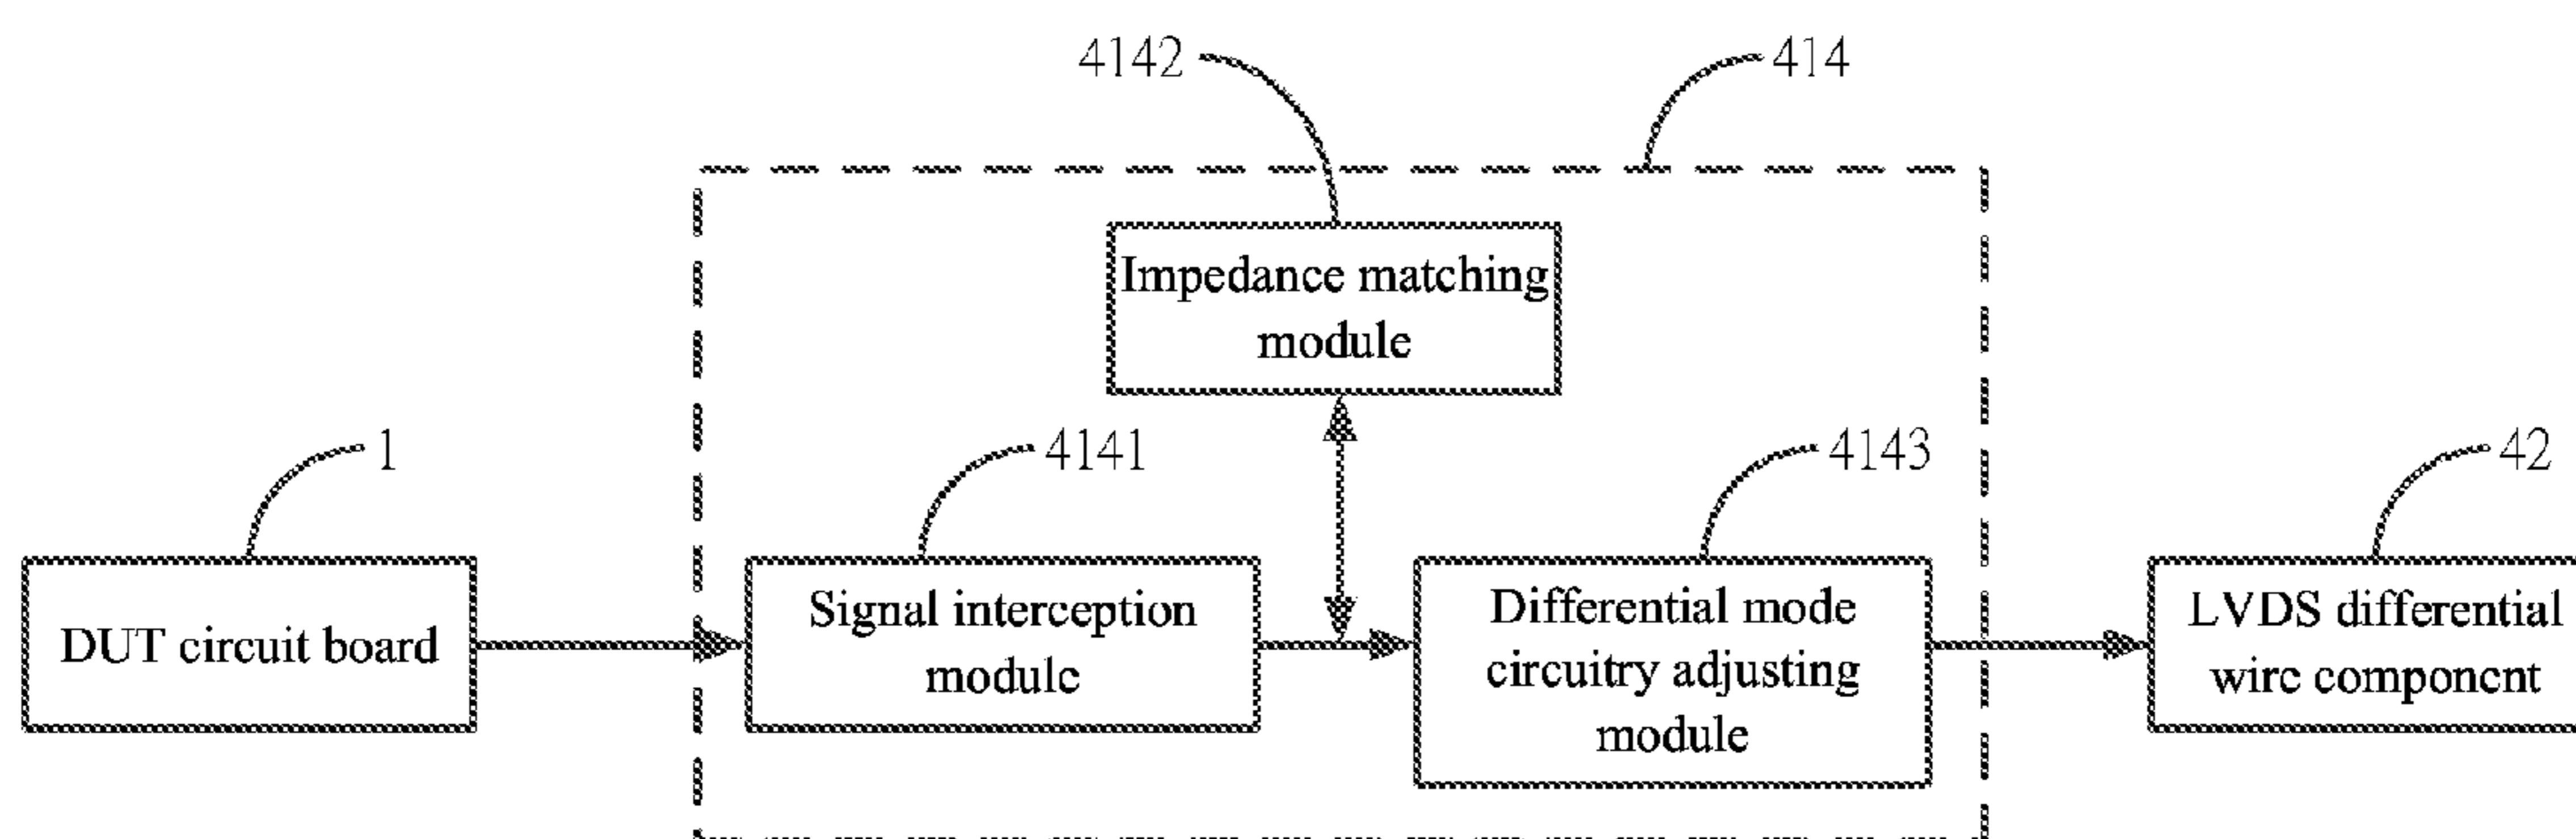 4142
414
Impedance matching
module
1
4141
4143
42
DUT circuit board
Signal interception
module
Differential mode
circuitry adjusting
module
LVDS differential
wire component